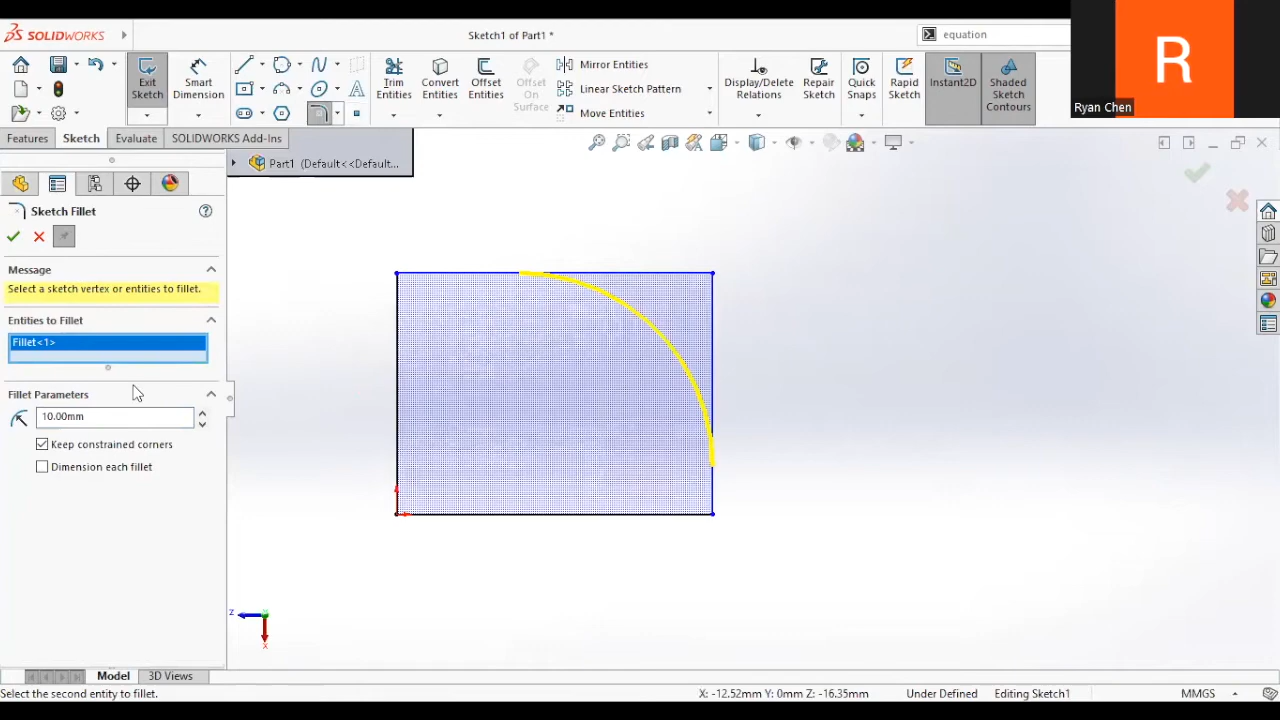 SOLIDWORKS
Sketch1 of Part1 *
equation
R
Ryan Chen
Exit Sketch
Smart Dimension
Trim Entities
Convert Entities
Offset Entities
Offset On Surface
Mirror Entities
Linear Sketch Pattern
Move Entities
Display/Delete Relations
Repair Sketch
Quick Snaps
Rapid Sketch
Instant2D
Shaded Sketch Contours
Features
Sketch
Evaluate
SOLIDWORKS Add-Ins
Part1 (Default<<Default...
Sketch Fillet
Message
Select a sketch vertex or entities to fillet.
Entities to Fillet
Fillet<1>
Fillet Parameters
10.00mm
Keep constrained corners
Dimension each fillet
Z
X
Model
3D Views
Select the second entity to fillet.
X: -12.52mm Y: 0mm Z: -16.35mm
Under Defined
Editing Sketch1
MMGS